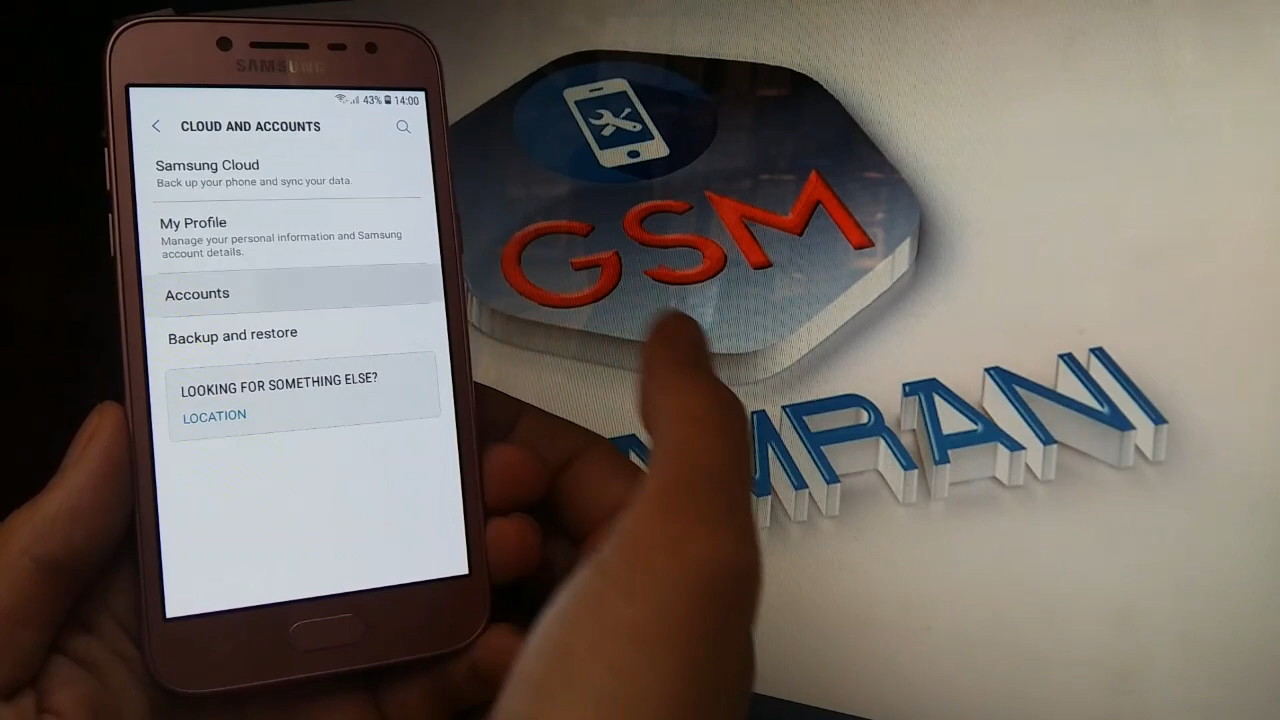 SAMSUNG
43% 14:00
CLOUD AND ACCOUNTS
Samsung Cloud
Back up your phone and sync your data.
My Profile
Manage your personal information and Samsung
account details.
Accounts
Backup and restore
LOOKING FOR SOMETHING ELSE?
LOCATION
GSM
MRANI